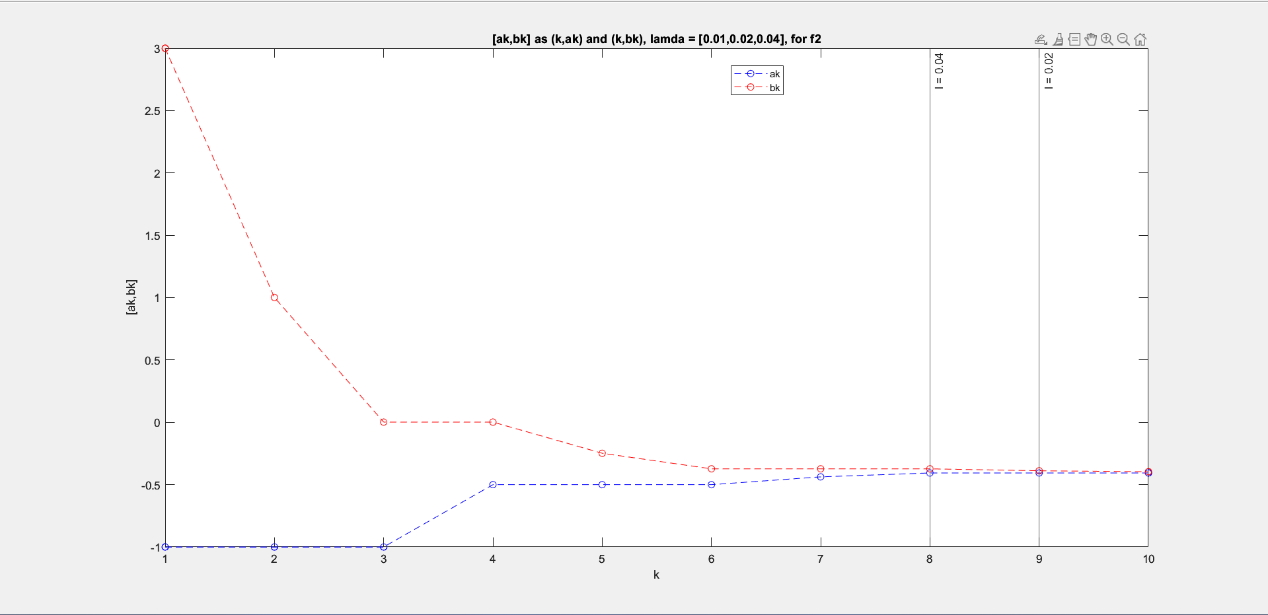 [ak,bk] as (k,ak) and (k,bk), lamda = [0.01,0.02,0.04], for f2
ak
bk
l = 0.04
l = 0.02
3
2.5
2
1.5
1
0.5
0
-0.5
-1
[ak,bk]
1 2 3 4 5 6 7 8 9 10
k